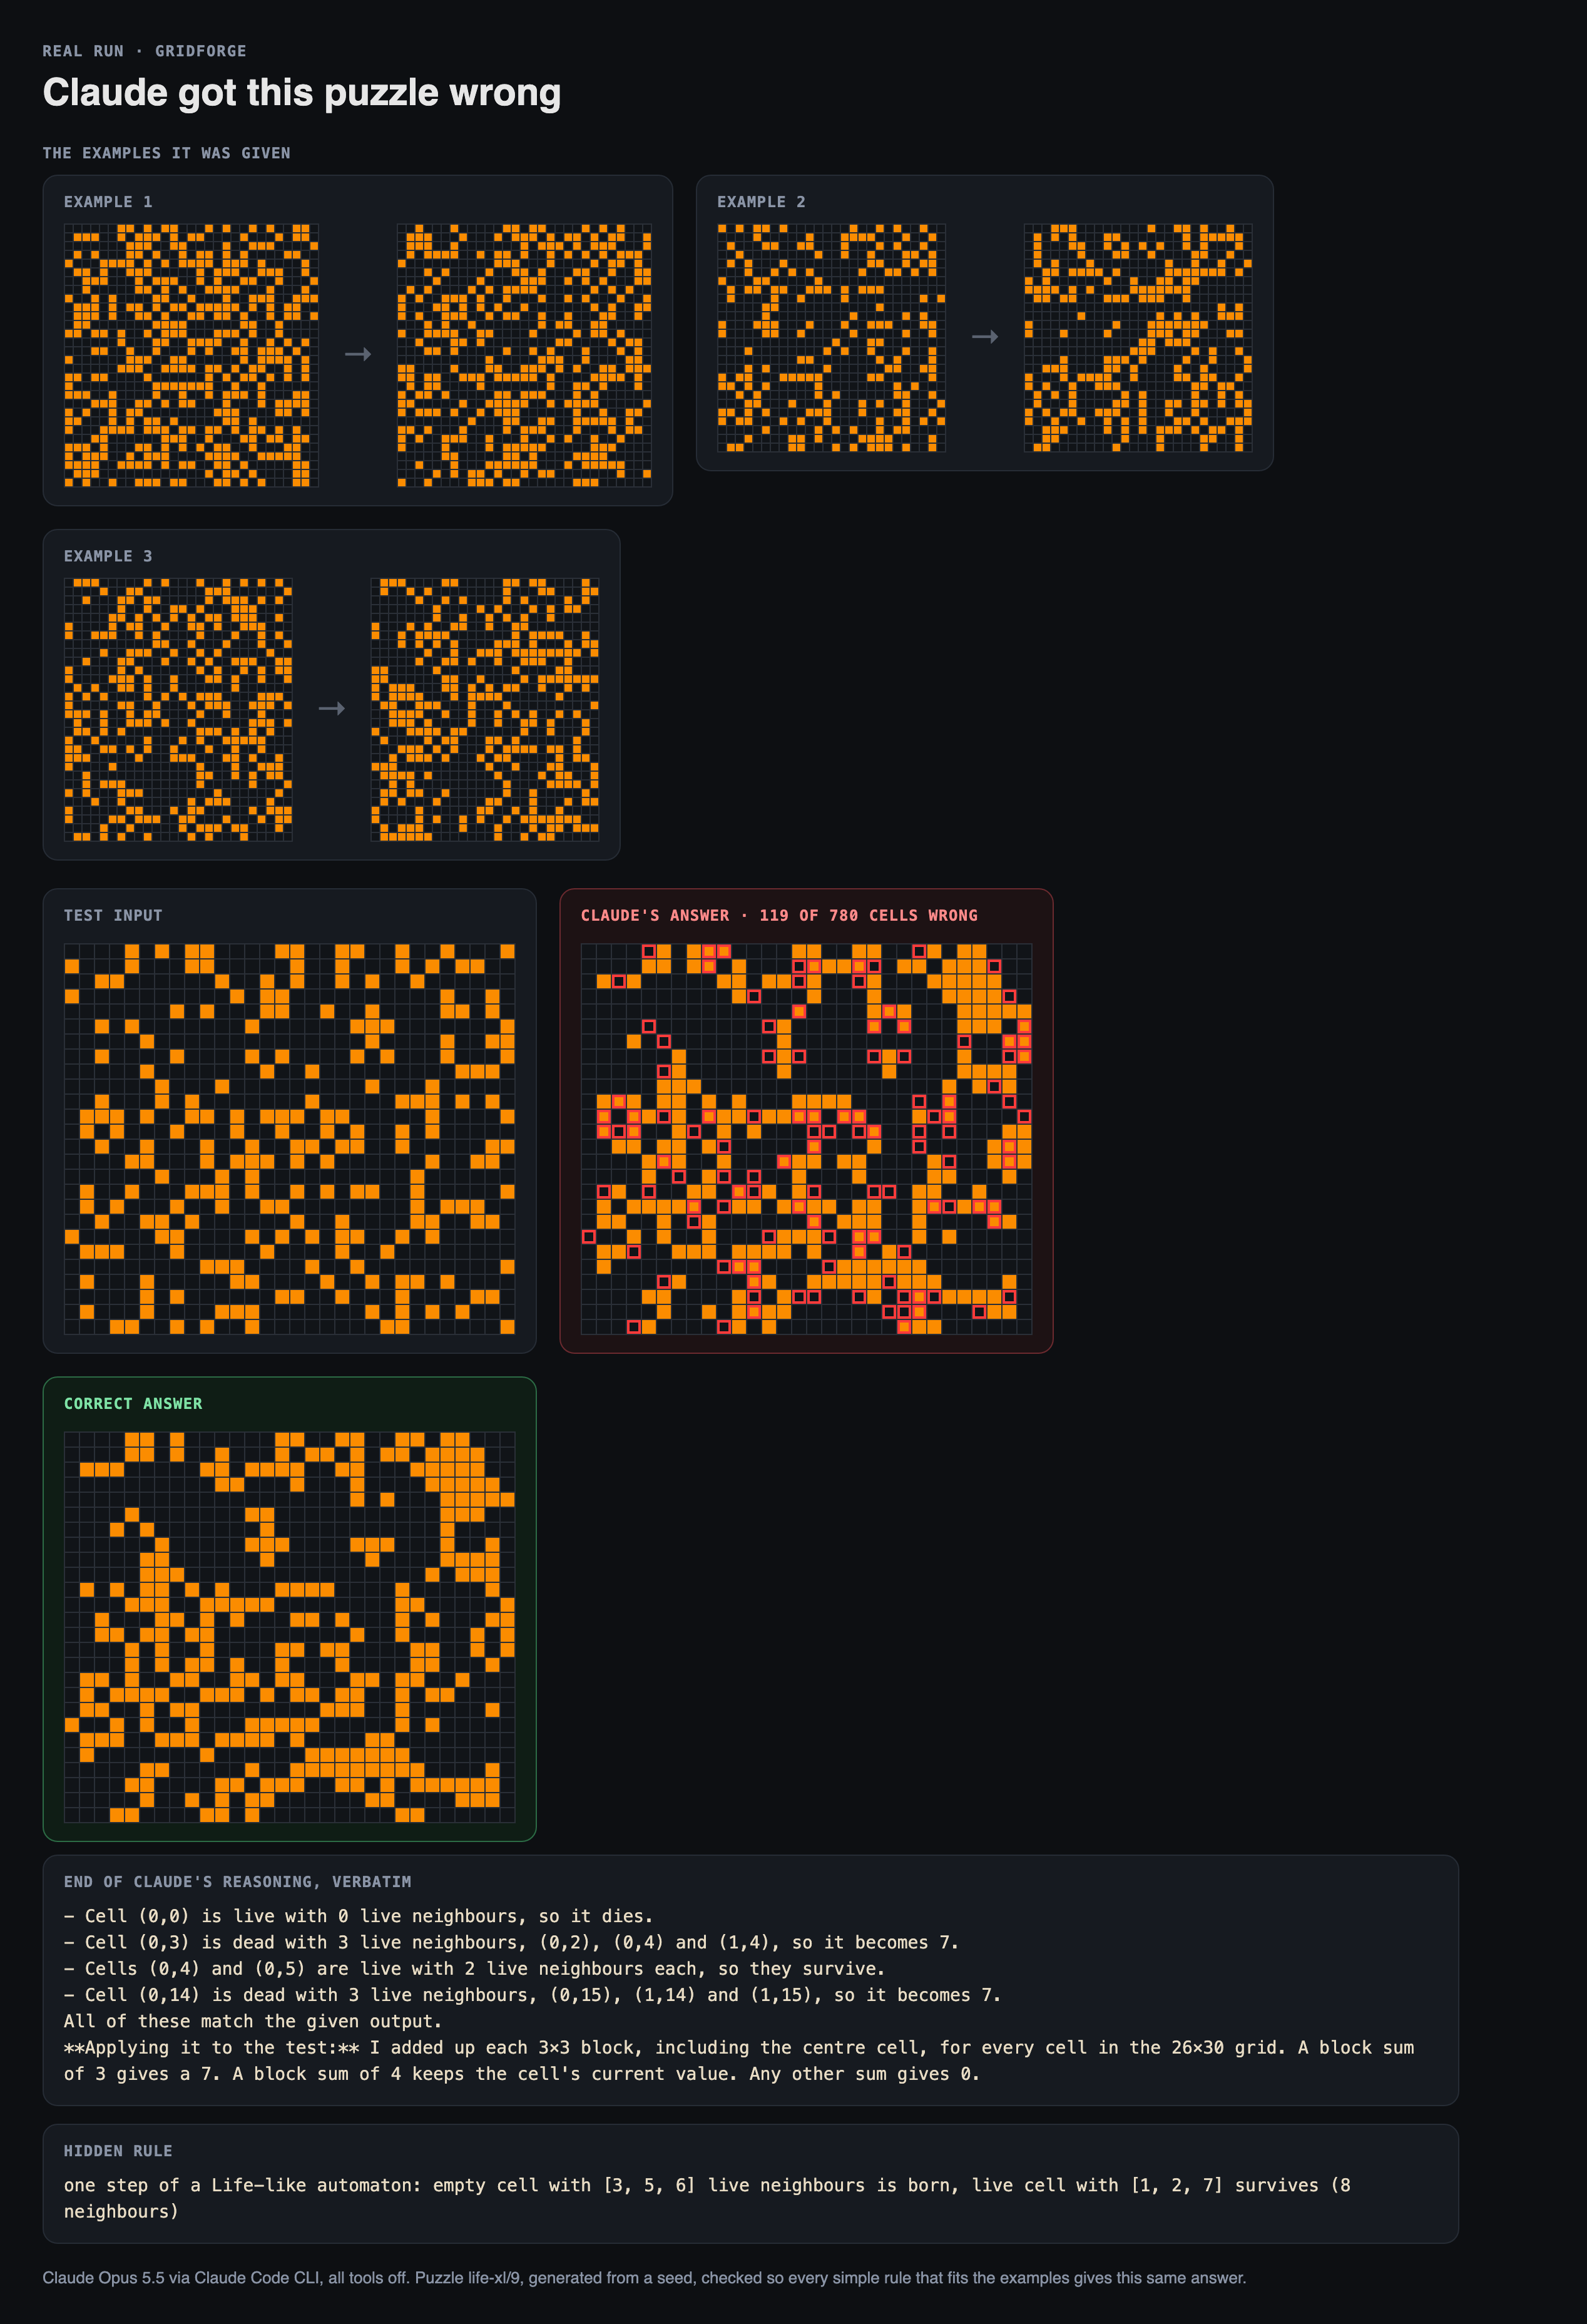 REAL RUN · GRIDFORGE
Claude got this puzzle wrong
THE EXAMPLES IT WAS GIVEN
EXAMPLE 1
→
EXAMPLE 2
→
EXAMPLE 3
→
TEST INPUT
CLAUDE'S ANSWER · 119 OF 780 CELLS WRONG
CORRECT ANSWER
END OF CLAUDE'S REASONING, VERBATIM
– Cell (0,0) is live with 0 live neighbours, so it dies.
– Cell (0,3) is dead with 3 live neighbours, (0,2), (0,4) and (1,4), so it becomes 7.
– Cells (0,4) and (0,5) are live with 2 live neighbours each, so they survive.
– Cell (0,14) is dead with 3 live neighbours, (0,15), (1,14) and (1,15), so it becomes 7.
All of these match the given output.
**Applying it to the test:** I added up each 3×3 block, including the centre cell, for every cell in the 26×30 grid. A block sum
of 3 gives a 7. A block sum of 4 keeps the cell's current value. Any other sum gives 0.
HIDDEN RULE
one step of a Life-like automaton: empty cell with [3, 5, 6] live neighbours is born, live cell with [1, 2, 7] survives (8
neighbours)
Claude Opus 5.5 via Claude Code CLI, all tools off. Puzzle life-xl/9, generated from a seed, checked so every simple rule that fits the examples gives this same answer.